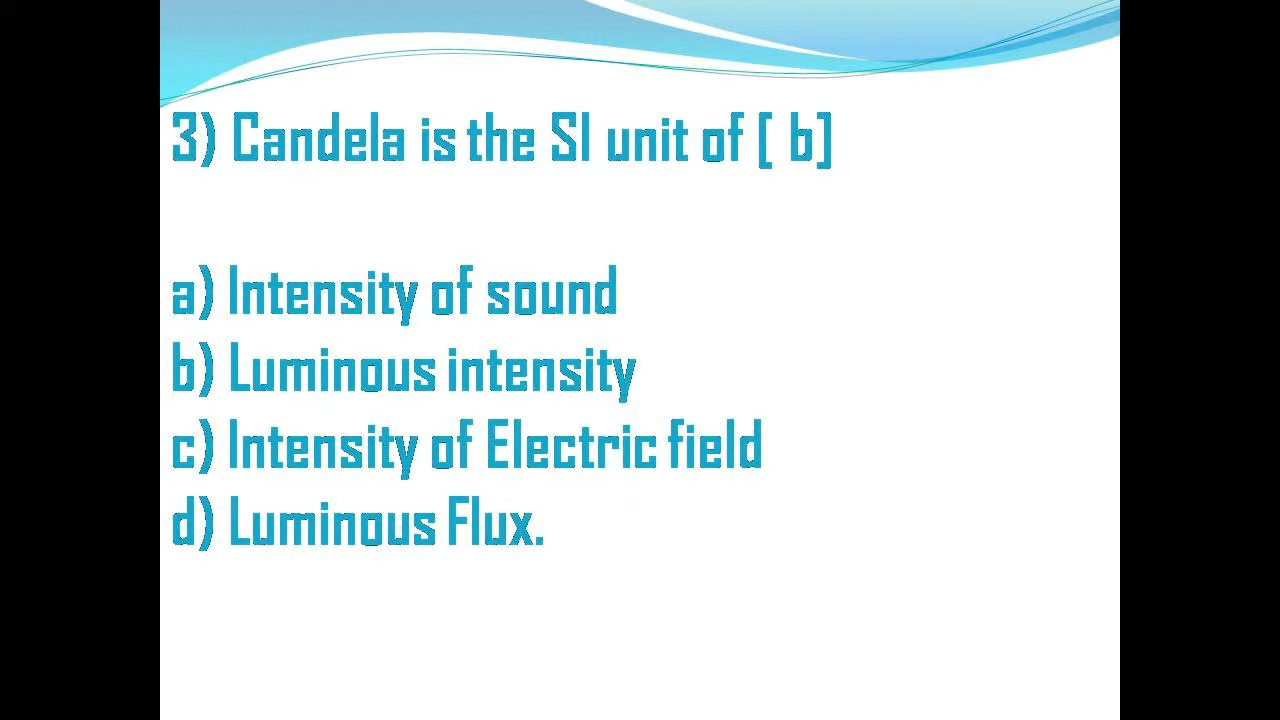 3) Candela is the SI unit of [ b]
a) Intensity of sound
b) Luminous intensity
c) Intensity of Electric field
d) Luminous Flux.